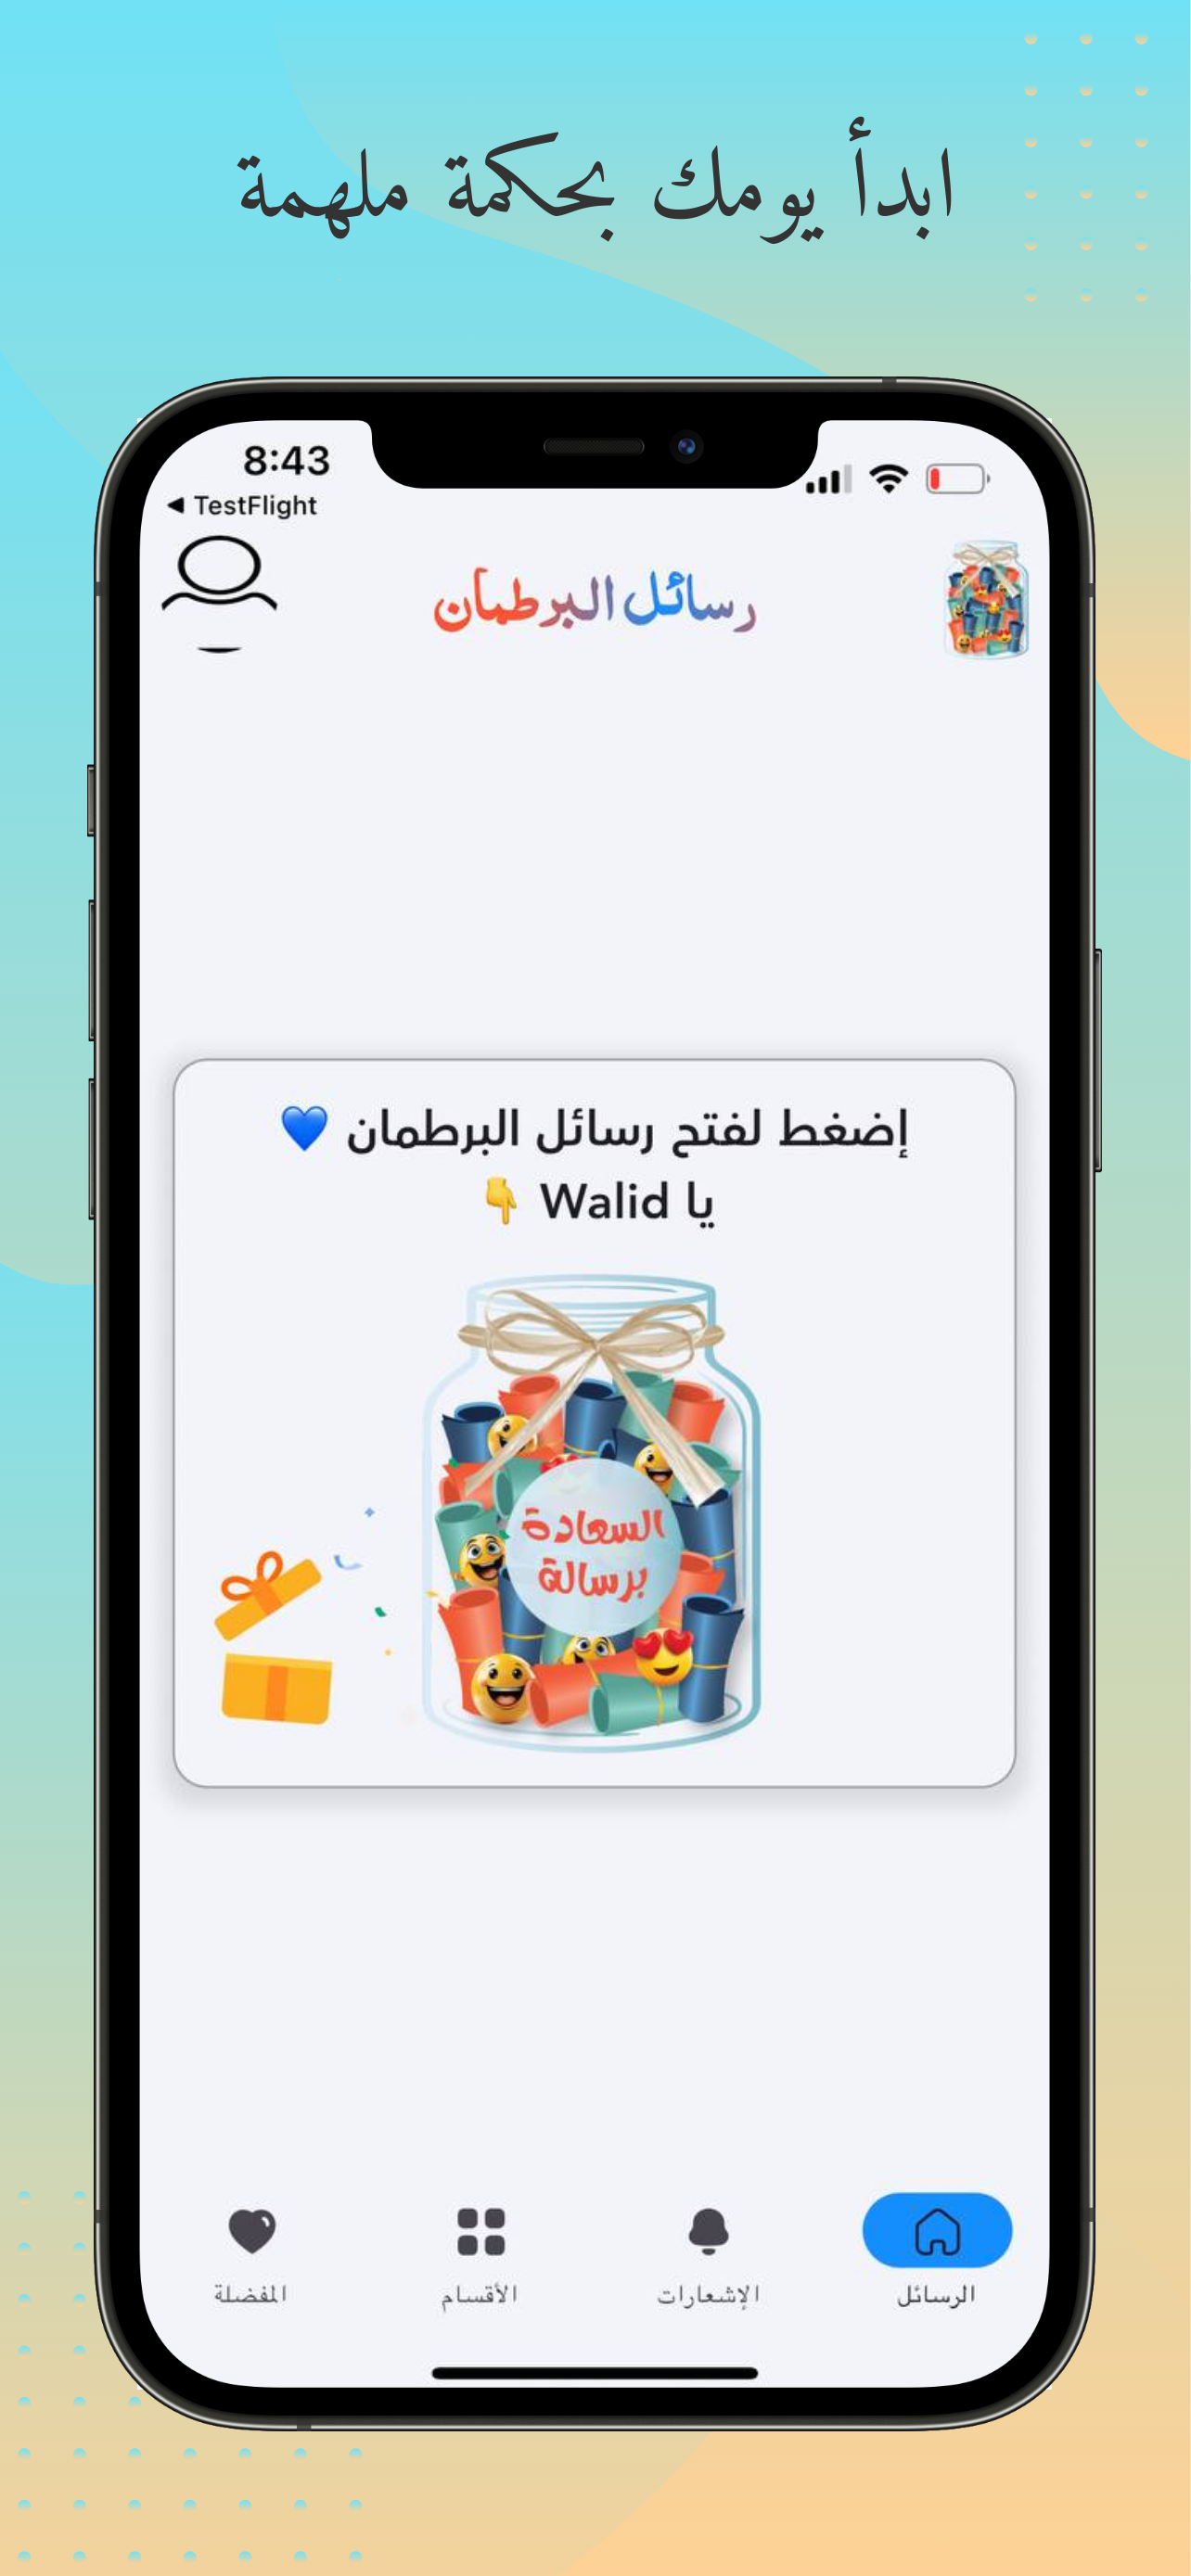 ابدأ يومك بحكمة ملهمة
8:43
◀ TestFlight
رسائل البرطمان
إضغط لفتح رسائل البرطمان 💙
يا Walid 👇
السعادة
برسالة
الرسائل
الإشعارات
الأقسام
المفضلة